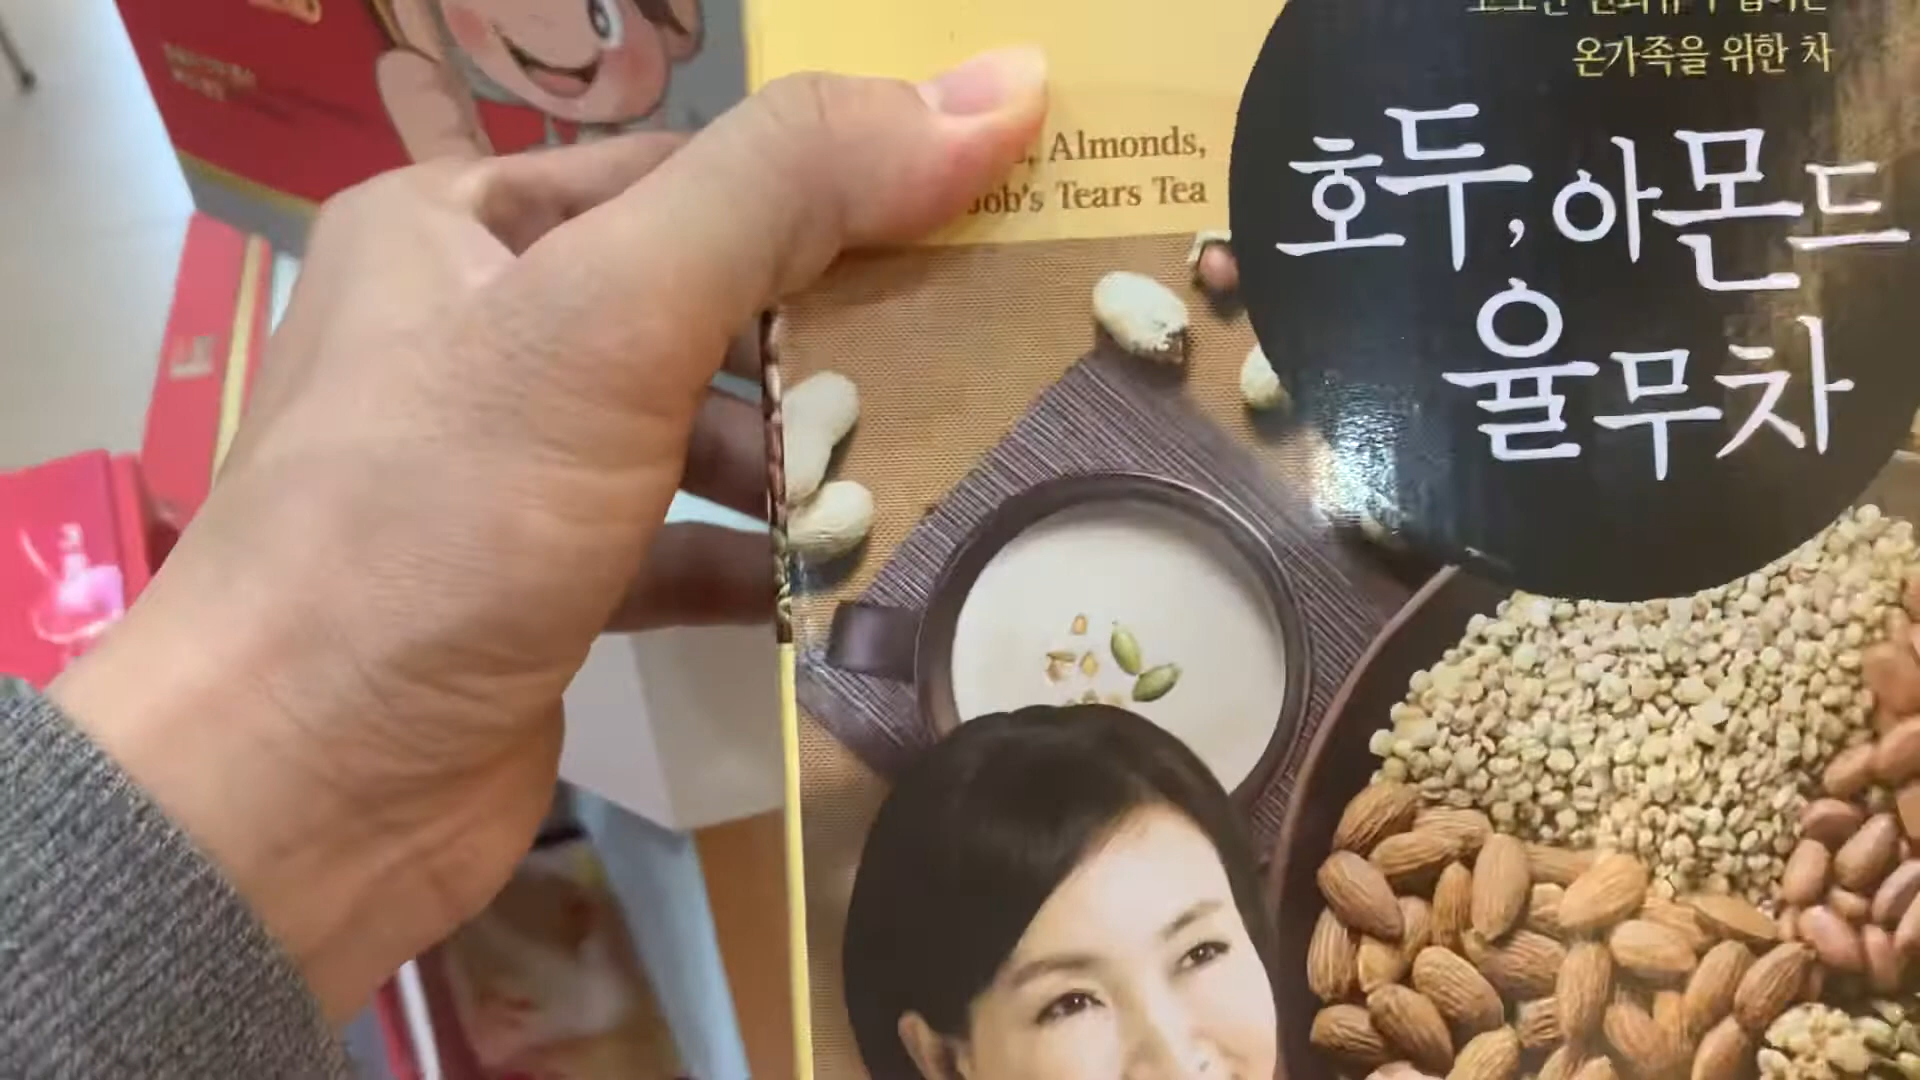 온가족을 위한 차
호두, 아몬드
율무차
Almonds,
Job's Tears Tea